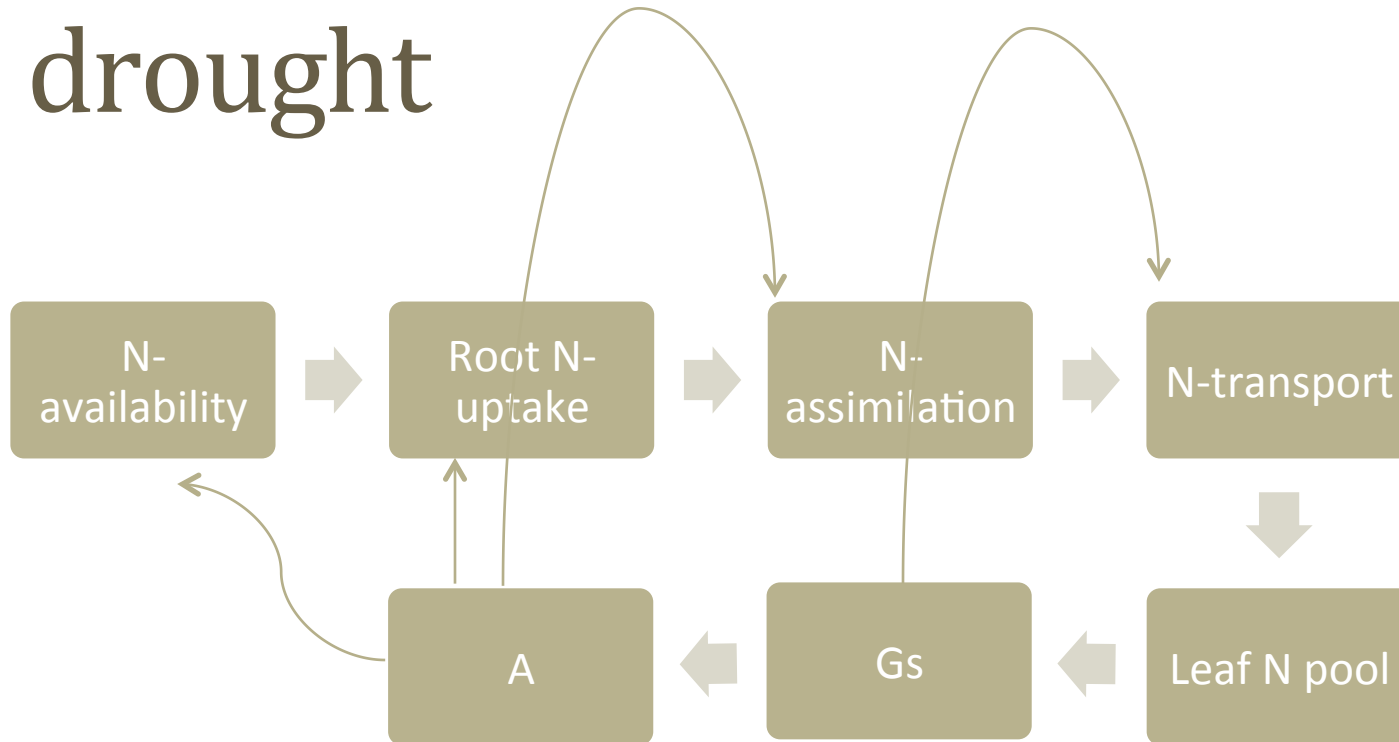 drought
N-
availability
Root N-
uptake
N-
assimilation
N-transport
A
Gs
Leaf N pool